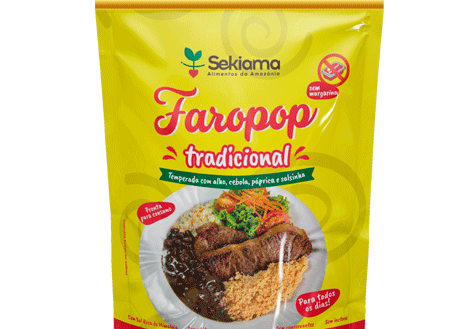 Sekiama
Alimentos da Amazônia
sem
margarina
Faropop
tradicional
Temperada com alho, cebola, páprica e salsinha
Pronta
para consumo
Para todos
os dias!